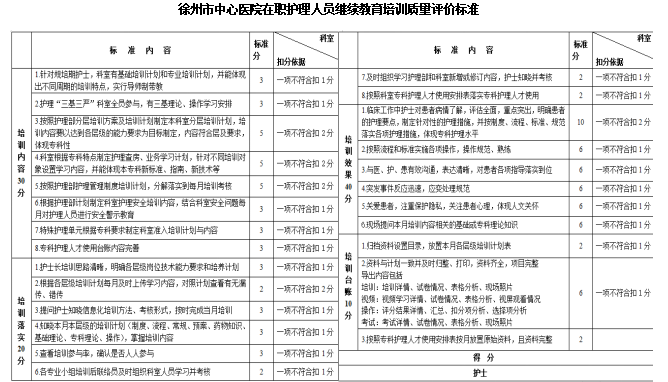 徐州市中心医院在职护理人员继续教育培训质量评价标准
标 准 内 容
标准分
科室
扣分依据
培训内容30分
1.针对规培期护士,科室有基础培训计划和专业培训计划,并能体现
出不同周期的培训特点,实行导师制带教
3
一项不符合扣1分
2.护理“三基三严”科室全员参与,有三基理论、操作学习安排
3
一项不符合扣1分
3.按照护理部分层培训方案及培训计划制定本科室分层培训计划,培
训内容要以达到各层级的能力要求为目标制定,内容符合层及要求,
体现专科性
5
一项不符合扣2分
4.科室根据专科特点制定护理查房、业务学习计划,针对不同培训对
象设置学习内容,并能体现本专科新标准、指南、新技术等
5
一项不符合扣2分
5.按照护理部护理管理制度培训计划,分解落实到每月培训考核
5
一项不符合扣2分
6.根据护理部计划制定科室护理安全培训内容,结合科室安全问题每
月对护理人员进行安全警示教育
3
一项不符合扣1分
7.特殊护理单元根据专科要求制定科室准入培训计划与内容
3
一项不符合扣1分
8.专科护理人才使用台账内容完善
3
一项不符合扣1分
培训落实20分
1.护士长培训思路清晰,明确各层级岗位技术能力要求和培养计划
3
一项不符合扣1分
2.根据各层级培训计划每月及时上传学习内容,对照计划查看有无漏
传、错传
2
一项不符合扣2分
3.提问护士知晓信息化培训方法、考核形式,按时完成当月培训
3
一项不符合扣1分
4.知晓本月本层级的培训计划(制度、流程、常规、预案、药物知识、
基础理论、专科理论、操作),掌握培训内容
3
一项不符合扣1分
5.查看培训参与率,确认是否人人参与
3
一项不符合扣1分
6.各专业小组培训后联络员及时组织科室人员学习并考核
2
一项不符合扣1分
标 准 内 容
标准分
科室
扣分依据
7.及时组织学习护理部和科室新增或修订内容,护士知晓并考核
2
一项不符合扣1分
8.按照科室专科护理人才使用安排表落实专科护理人才使用
2
一项不符合扣1分
培训效果40分
1.临床工作中护士对患者病情了解,评估全面,重点突出,明确患者
的护理要点,制定针对性的护理措施,并按制度、流程、标准、规范
落实各项护理措施,体现专科护理水平
10
一项不符合扣2分
2.按照流程和标准实施各项操作,操作规范、熟练
6
一项不符合扣1分
3.与医、护、患有效沟通,表达清晰,对患者各项指导落实到位
6
一项不符合扣1分
4.突发事件反应迅速,应变处理规范
6
一项不符合扣1分
5.关爱患者,注重保护隐私,关注患者心理,体现人文关怀
6
一项不符合扣1分
6.现场提问本月培训内容相关的基础或专科理论知识
6
一项不符合扣1分
培训台账10分
1.归档资料设置目录,放置本月各层级培训计划表
2
一项不符合扣1分
2.资料与计划一致并及时归整、打印,资料齐全,项目完整
导出内容包括
培训:培训详情、试卷情况、表格分析、现场照片
视频:视频学习详情、试卷情况、表格分析、视屏观看情况
操作:评分结果详情、汇总、扣分项分析、选择项分析
考试:考试详情、试卷情况、表格分析、现场照片
6
一项不符合扣1分
3.按照专科护理人才使用安排表按月放置原始资料,且资料完整
2
得 分
护士